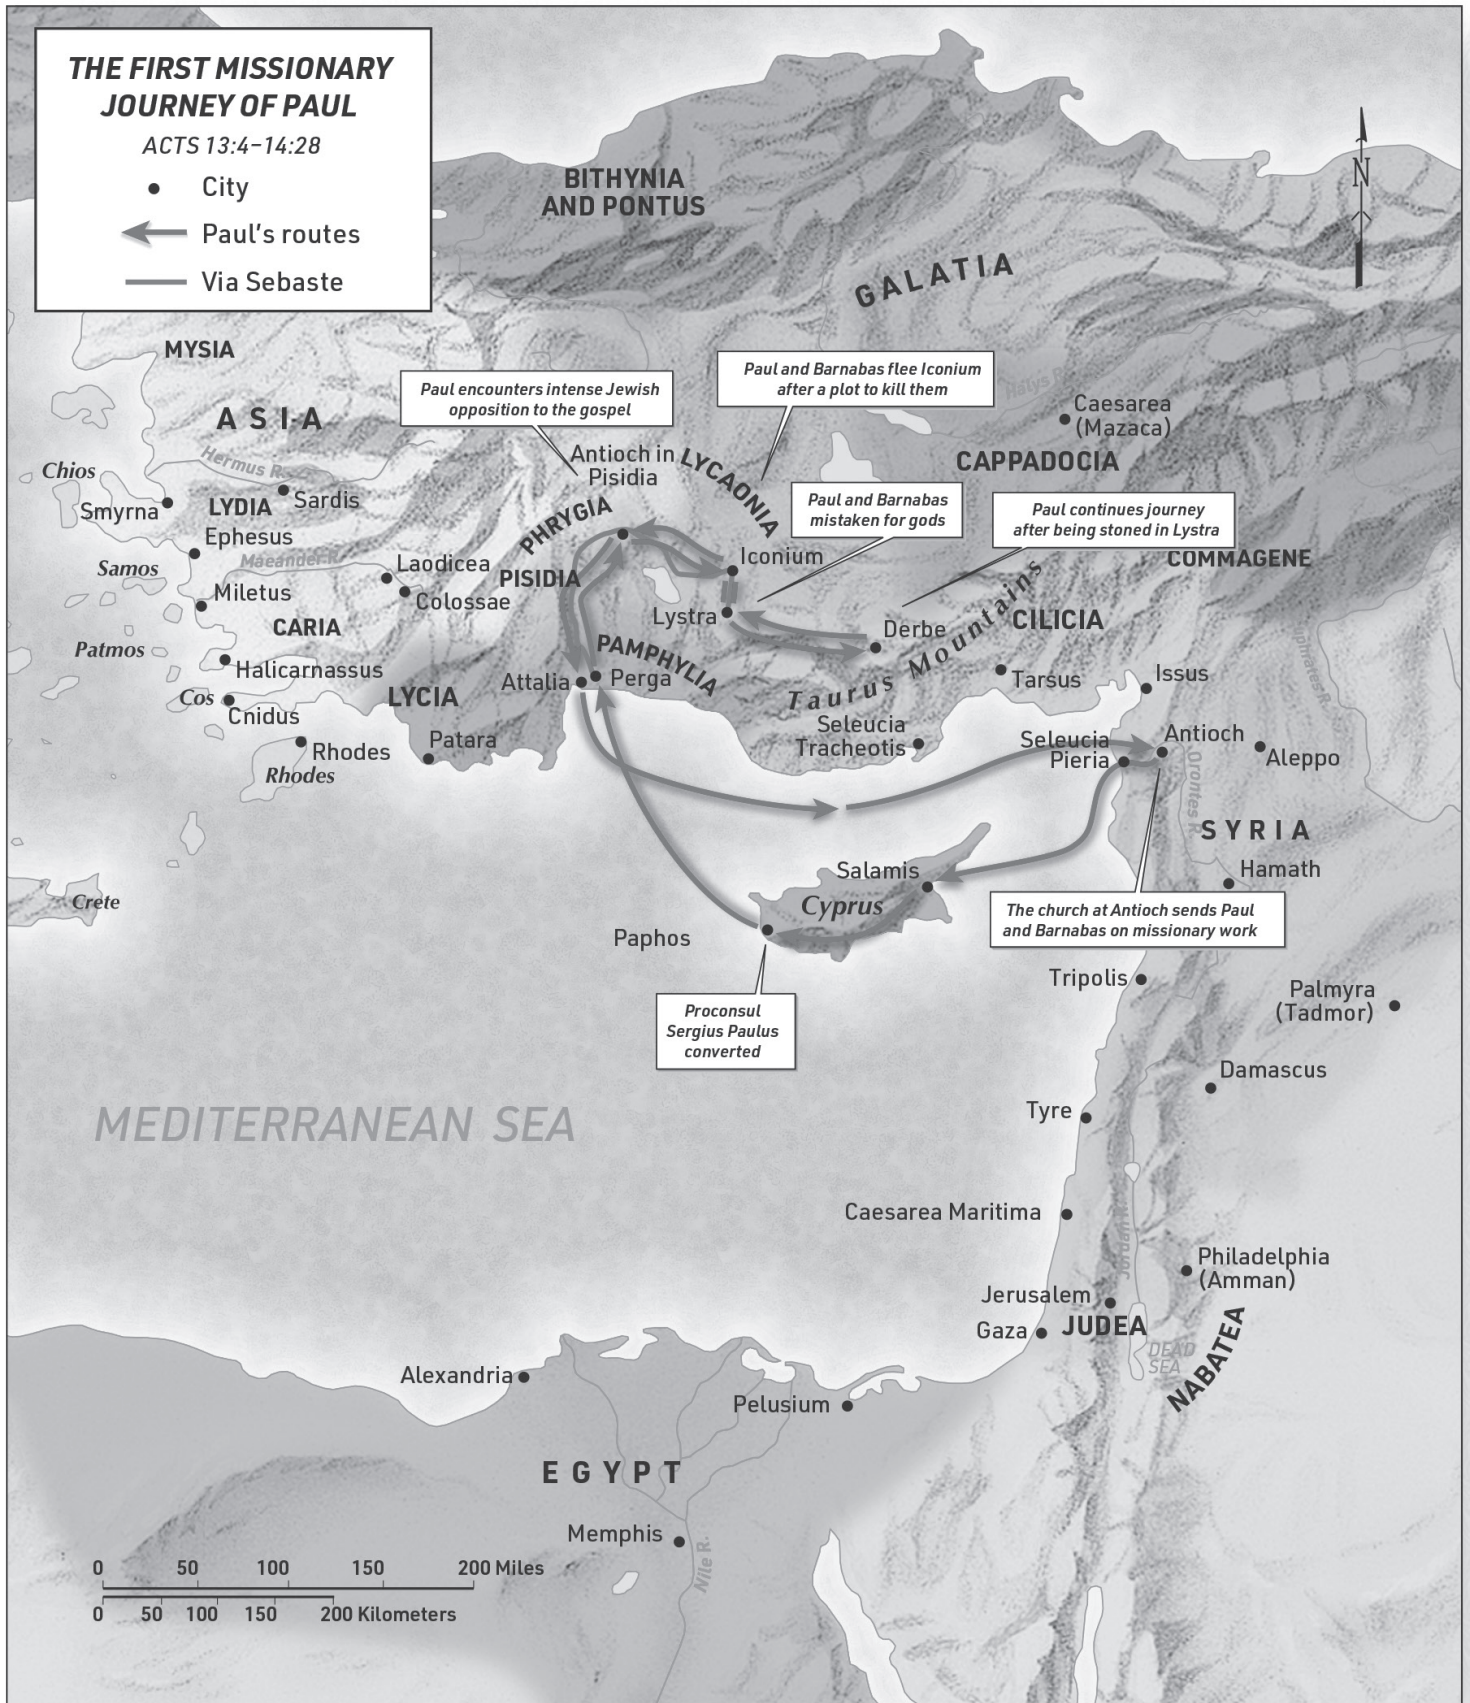 THE FIRST MISSIONARY
JOURNEY OF PAUL
ACTS 13:4–14:28
City
Paul's routes
Via Sebaste
N
BITHYNIA
AND PONTUS
GALATIA
MYSIA
ASIA
Paul encounters intense Jewish
opposition to the gospel
Paul and Barnabas flee Iconium
after a plot to kill them
Halys R.
Caesarea
(Mazaca)
CAPPADOCIA
Chios
Hermus R.
Smyrna
LYDIA
Sardis
Antioch in
Pisidia
LYCAONIA
Paul and Barnabas
mistaken for gods
Paul continues journey
after being stoned in Lystra
PHRYGIA
Ephesus
Samos
Maeander R.
Laodicea
Colossae
PISIDIA
Iconium
COMMAGENE
Miletus
CARIA
Lystra
Derbe
CILICIA
Taurus Mountains
Patmos
Halicarnassus
PAMPHYLIA
Euphrates R.
Cos
Cnidus
LYCIA
Attalia
Perga
Tarsus
Issus
Rhodes
Rhodes
Patara
Seleucia
Tracheotis
Seleucia
Pieria
Antioch
Aleppo
Orontes R.
SYRIA
Crete
Salamis
Cyprus
Hamath
Paphos
The church at Antioch sends Paul
and Barnabas on missionary work
Proconsul
Sergius Paulus
converted
Tripolis
Palmyra
(Tadmor)
Damascus
MEDITERRANEAN SEA
Tyre
Caesarea Maritima
Jordan R.
Philadelphia
(Amman)
Jerusalem
Gaza
JUDEA
DEAD
SEA
NABATEA
Alexandria
Pelusium
EGYPT
Memphis
Nile R.
0 50 100 150 200 Miles
0 50 100 150 200 Kilometers